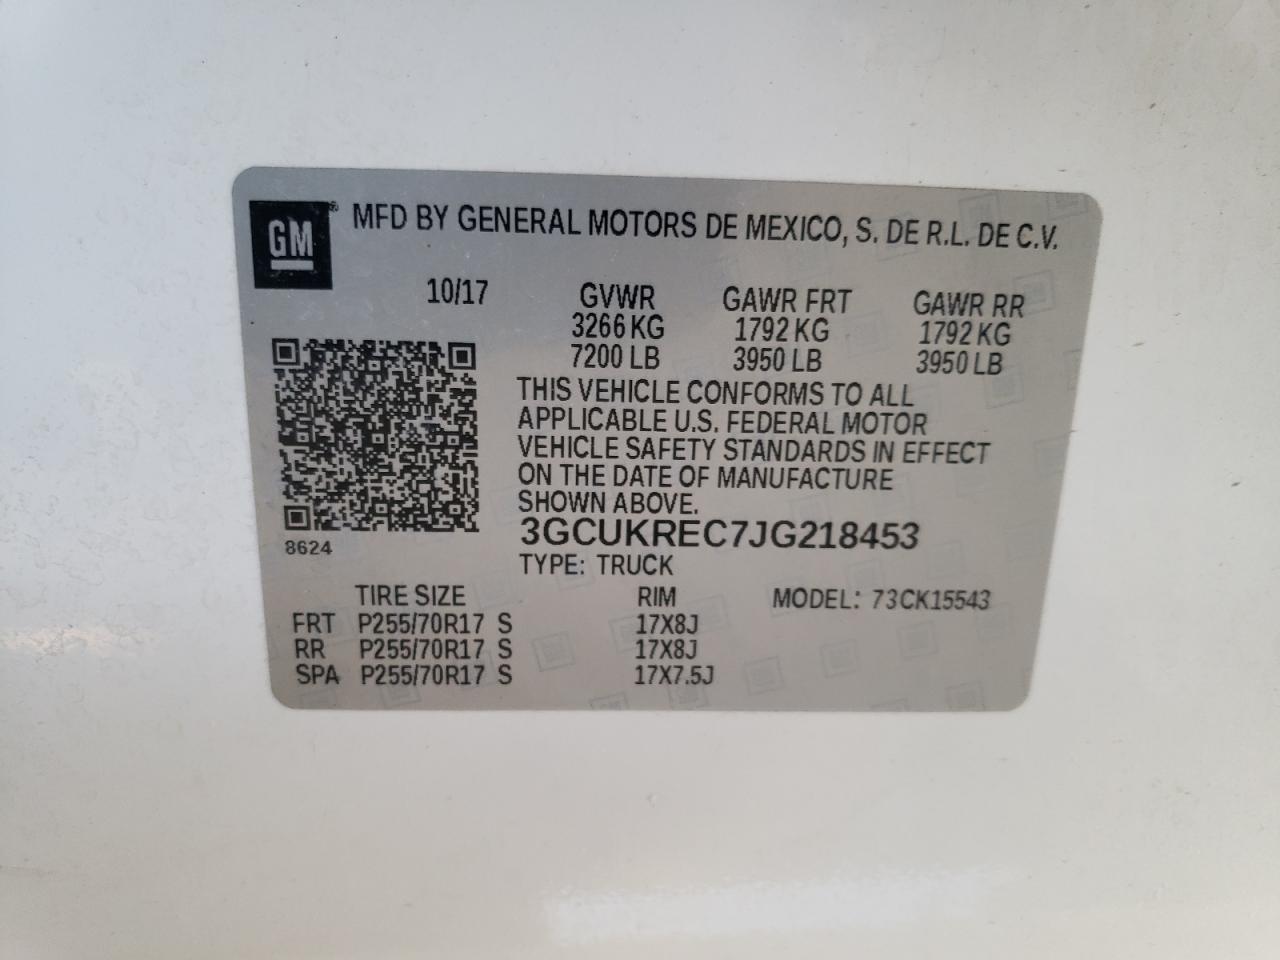 GM® MFD BY GENERAL MOTORS DE MEXICO, S. DE R.L. DE C.V.
10/17 GVWR GAWR FRT GAWR RR
3266 KG 1792 KG 1792 KG
7200 LB 3950 LB 3950 LB
THIS VEHICLE CONFORMS TO ALL
APPLICABLE U.S. FEDERAL MOTOR
VEHICLE SAFETY STANDARDS IN EFFECT
ON THE DATE OF MANUFACTURE
SHOWN ABOVE.
3GCUKREC7JG218453
8624
TYPE: TRUCK
TIRE SIZE RIM MODEL: 73CK15543
FRT P255/70R17 S 17X8J
RR P255/70R17 S 17X8J
SPA P255/70R17 S 17X7.5J